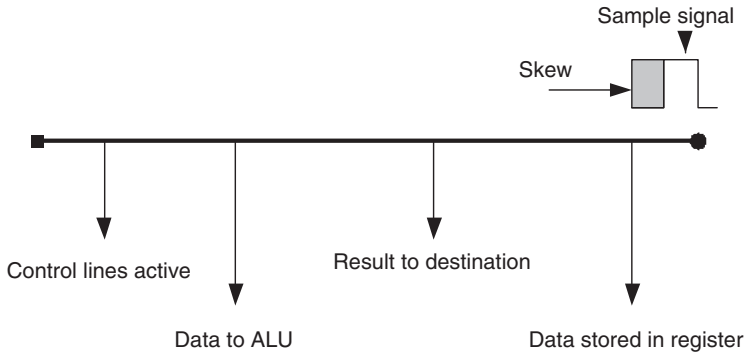 Sample signal
Skew
Control lines active
Result to destination
Data to ALU
Data stored in register